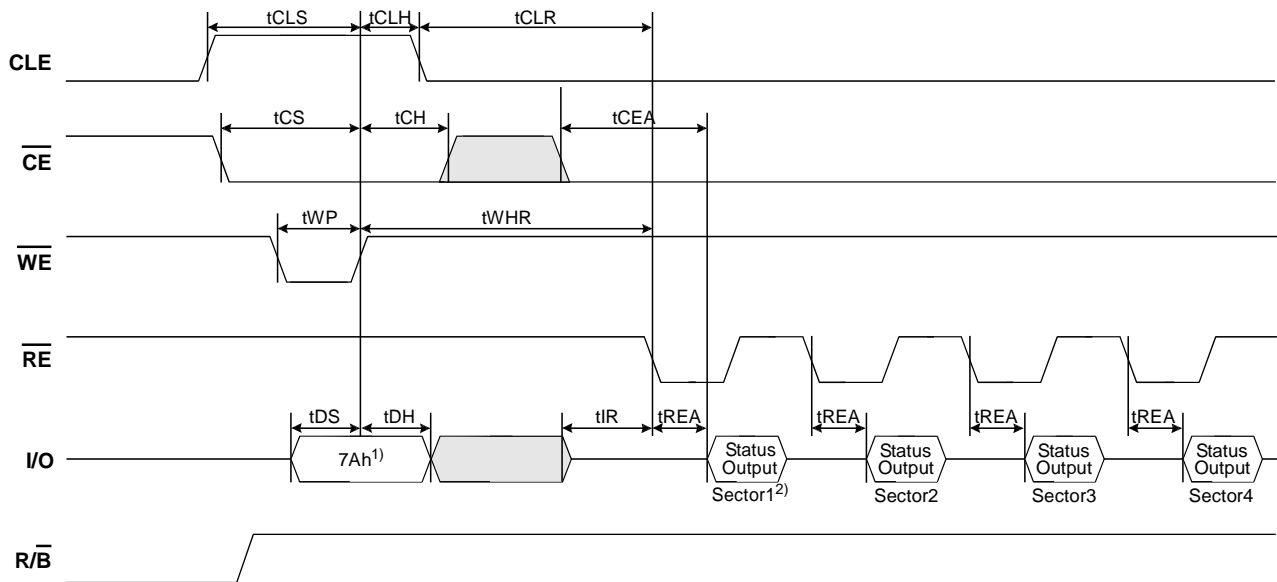 tCLS tCLH tCLR
CLE
tCS tCH tCEA
CE
tWP tWHR
WE
RE
tDS tDH tIR tREA tREA tREA tREA
I/O 7Ah1) Status Output Status Output Status Output Status Output
Sector12) Sector2 Sector3 Sector4
R/B